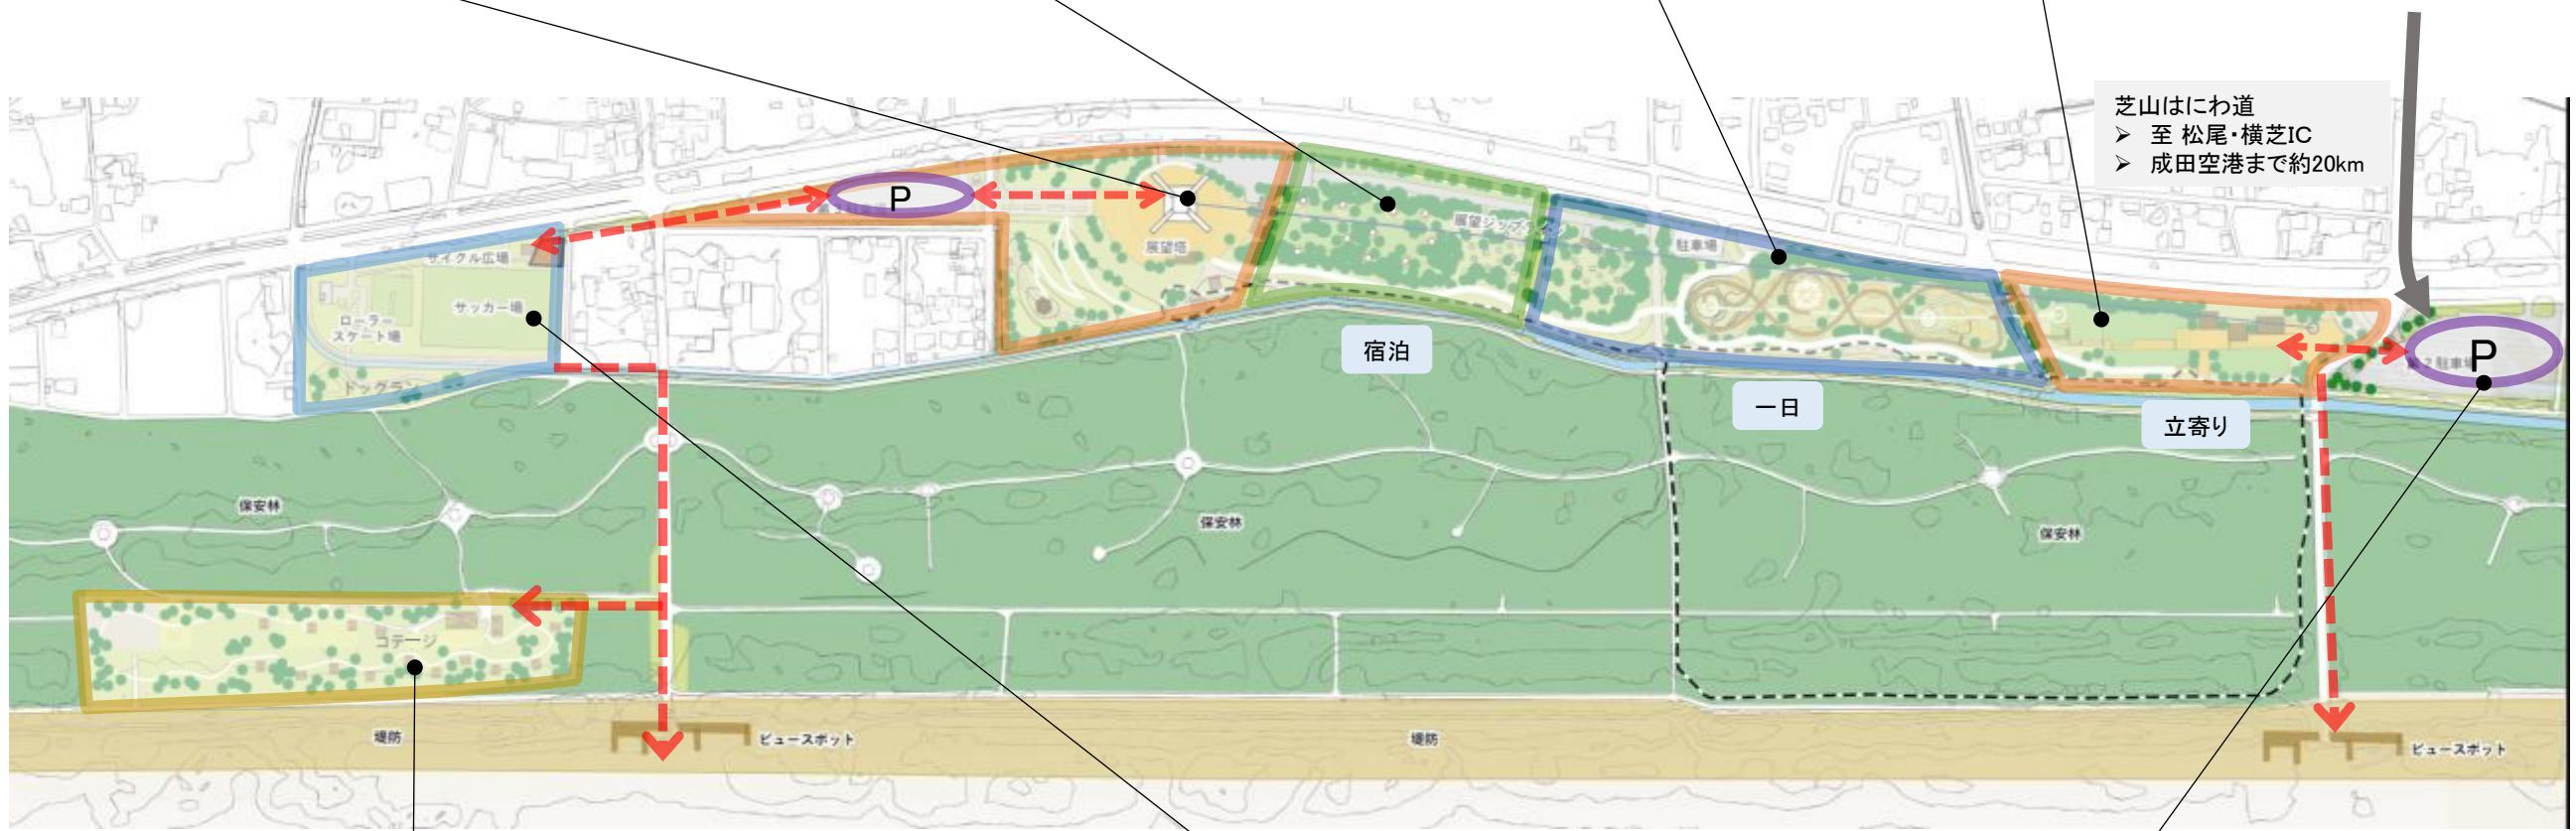 芝山はにわ道
➢ 至 松尾・横芝IC
➢ 成田空港まで約20km
P
サイクル広場
サッカー場
ローラー
スケート場
ドッグラン
展望塔
駐車場
P
宿泊
一日
立寄り
保安林
保安林
保安林
コテージ
堤防
ビュースポット
堤防
ビュースポット